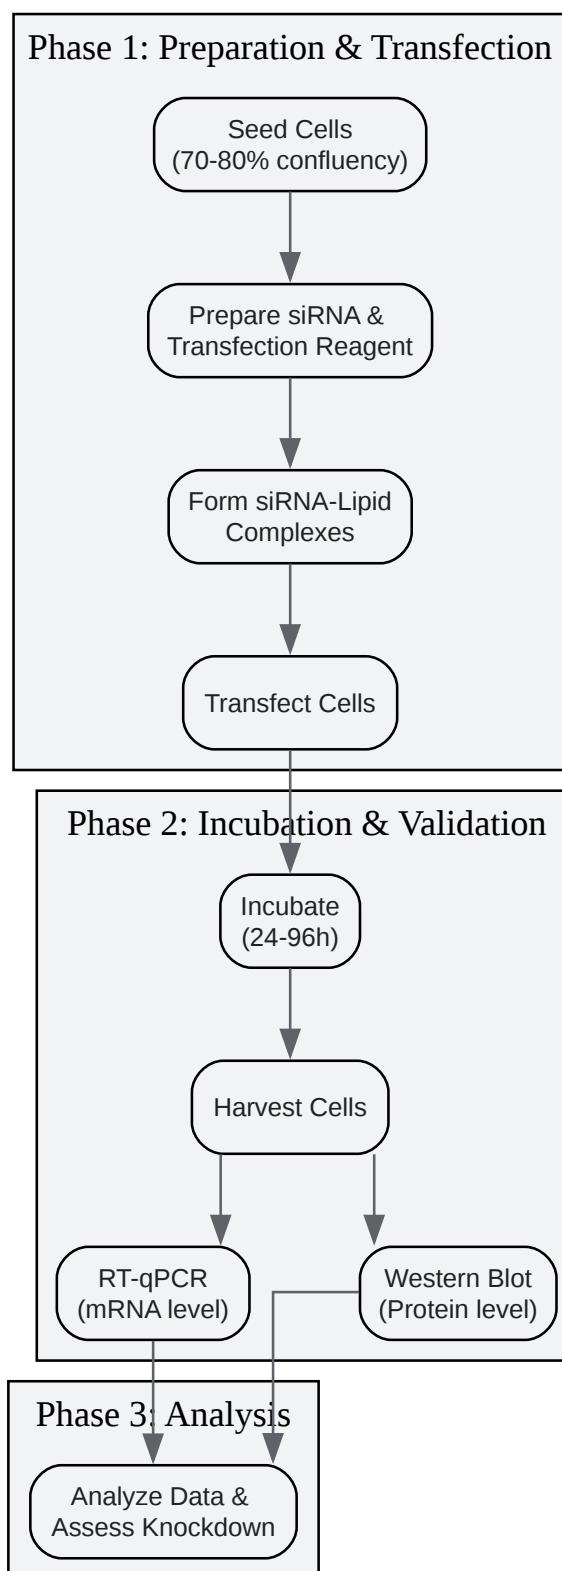 Phase 1: Preparation & Transfection
Seed Cells
(70-80% confluency)
Prepare siRNA &
Transfection Reagent
Form siRNA-Lipid
Complexes
Transfect Cells
Phase 2: Incubation & Validation
Incubate
(24-96h)
Harvest Cells
RT-qPCR
(mRNA level)
Western Blot
(Protein level)
Phase 3: Analysis
Analyze Data &
Assess Knockdown